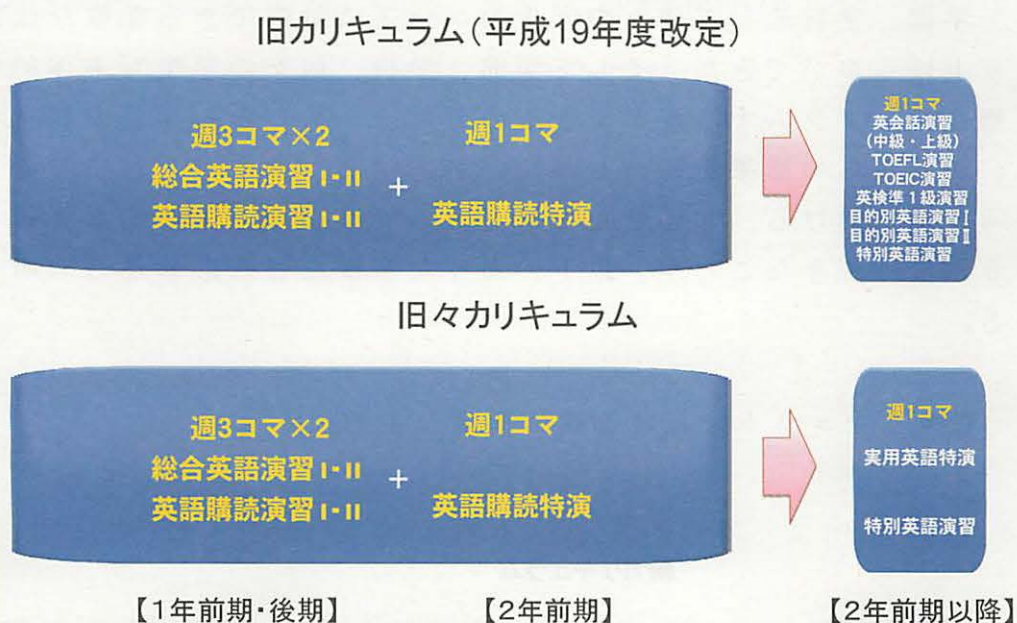 旧カリキュラム(平成19年度改定)
週3コマ×2
総合英語演習Ⅰ・Ⅱ
英語購読演習Ⅰ・Ⅱ
+
週1コマ
英語購読特演
週1コマ
英会話演習
(中級・上級)
TOEFL演習
TOEIC演習
英検準1級演習
目的別英語演習Ⅰ
目的別英語演習Ⅱ
特別英語演習
旧々カリキュラム
週3コマ×2
総合英語演習Ⅰ・Ⅱ
英語購読演習Ⅰ・Ⅱ
+
週1コマ
英語購読特演
週1コマ
実用英語特演
特別英語演習
【1年前期・後期】
【2年前期】
【2年前期以降】